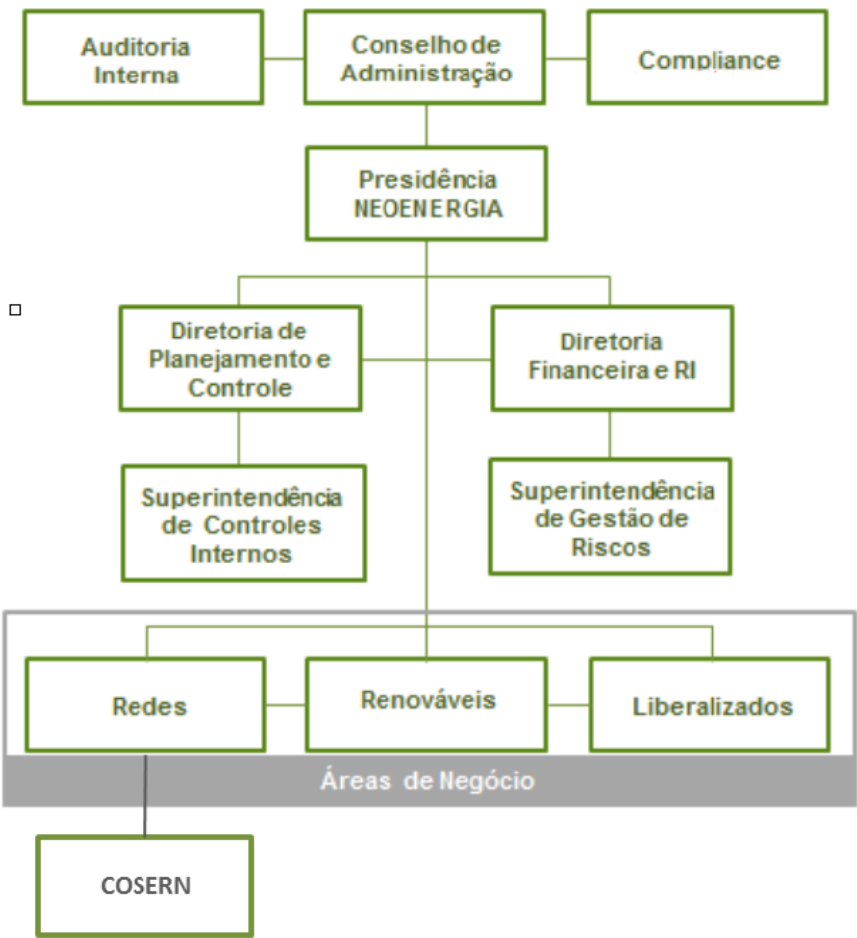 Auditoria
Interna
Conselho de
Administração
Compliance
Presidência
NEOENERGIA
Diretoria de
Planejamento e
Controle
Diretoria
Financeira e RI
Superintendência
de Controles
Internos
Superintendência
de Gestão de
Riscos
Redes
Renováveis
Liberalizados
Áreas de Negócio
COSERN